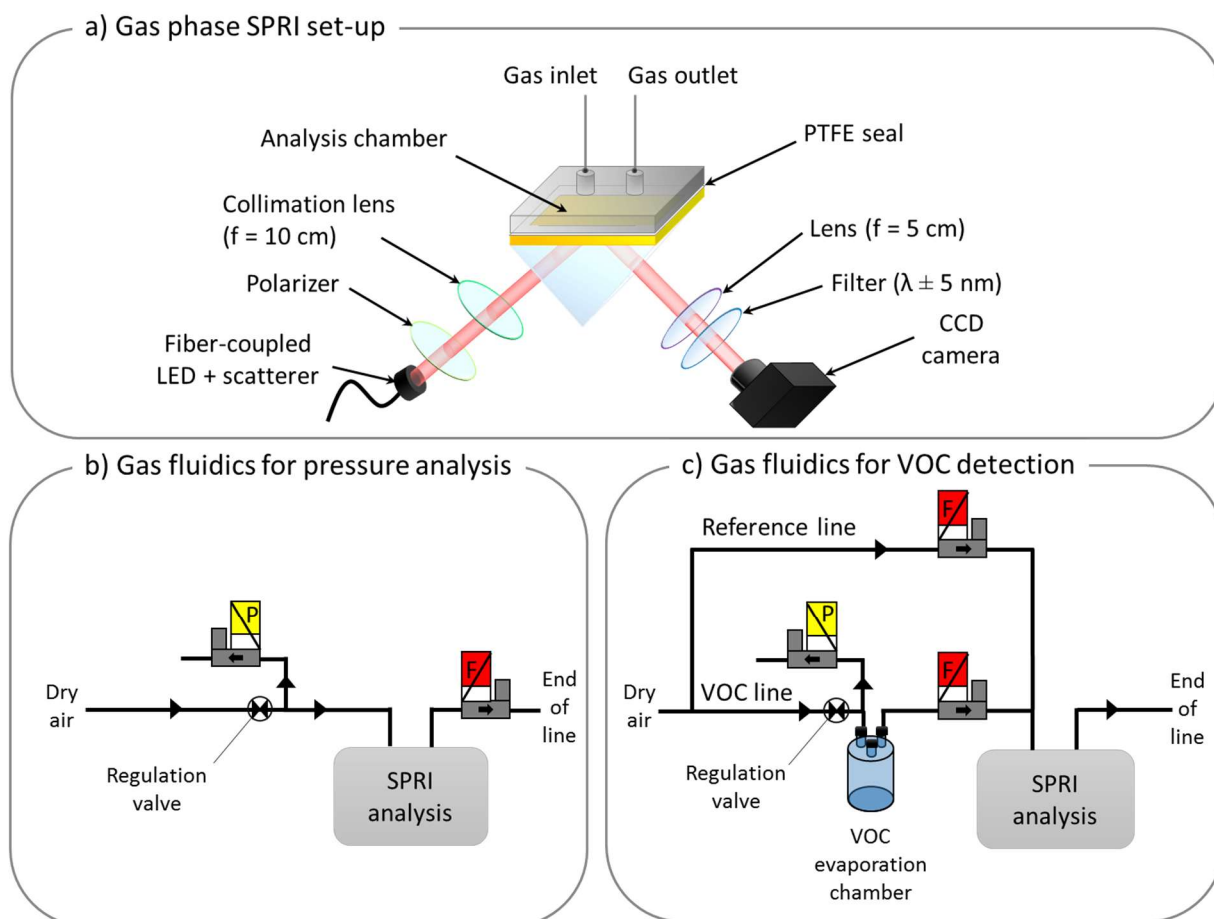 a) Gas phase SPRI set-up
Gas inlet
Gas outlet
Analysis chamber
PTFE seal
Collimation lens
(f = 10 cm)
Lens (f = 5 cm)
Polarizer
Filter (λ ± 5 nm)
Fiber-coupled
LED + scatterer
CCD
camera
b) Gas fluidics for pressure analysis
P
F
Dry
air
End
of
line
Regulation
valve
SPRI
analysis
c) Gas fluidics for VOC detection
F
Reference line
P
F
Dry
air
VOC line
End
of
line
Regulation
valve
SPRI
analysis
VOC
evaporation
chamber